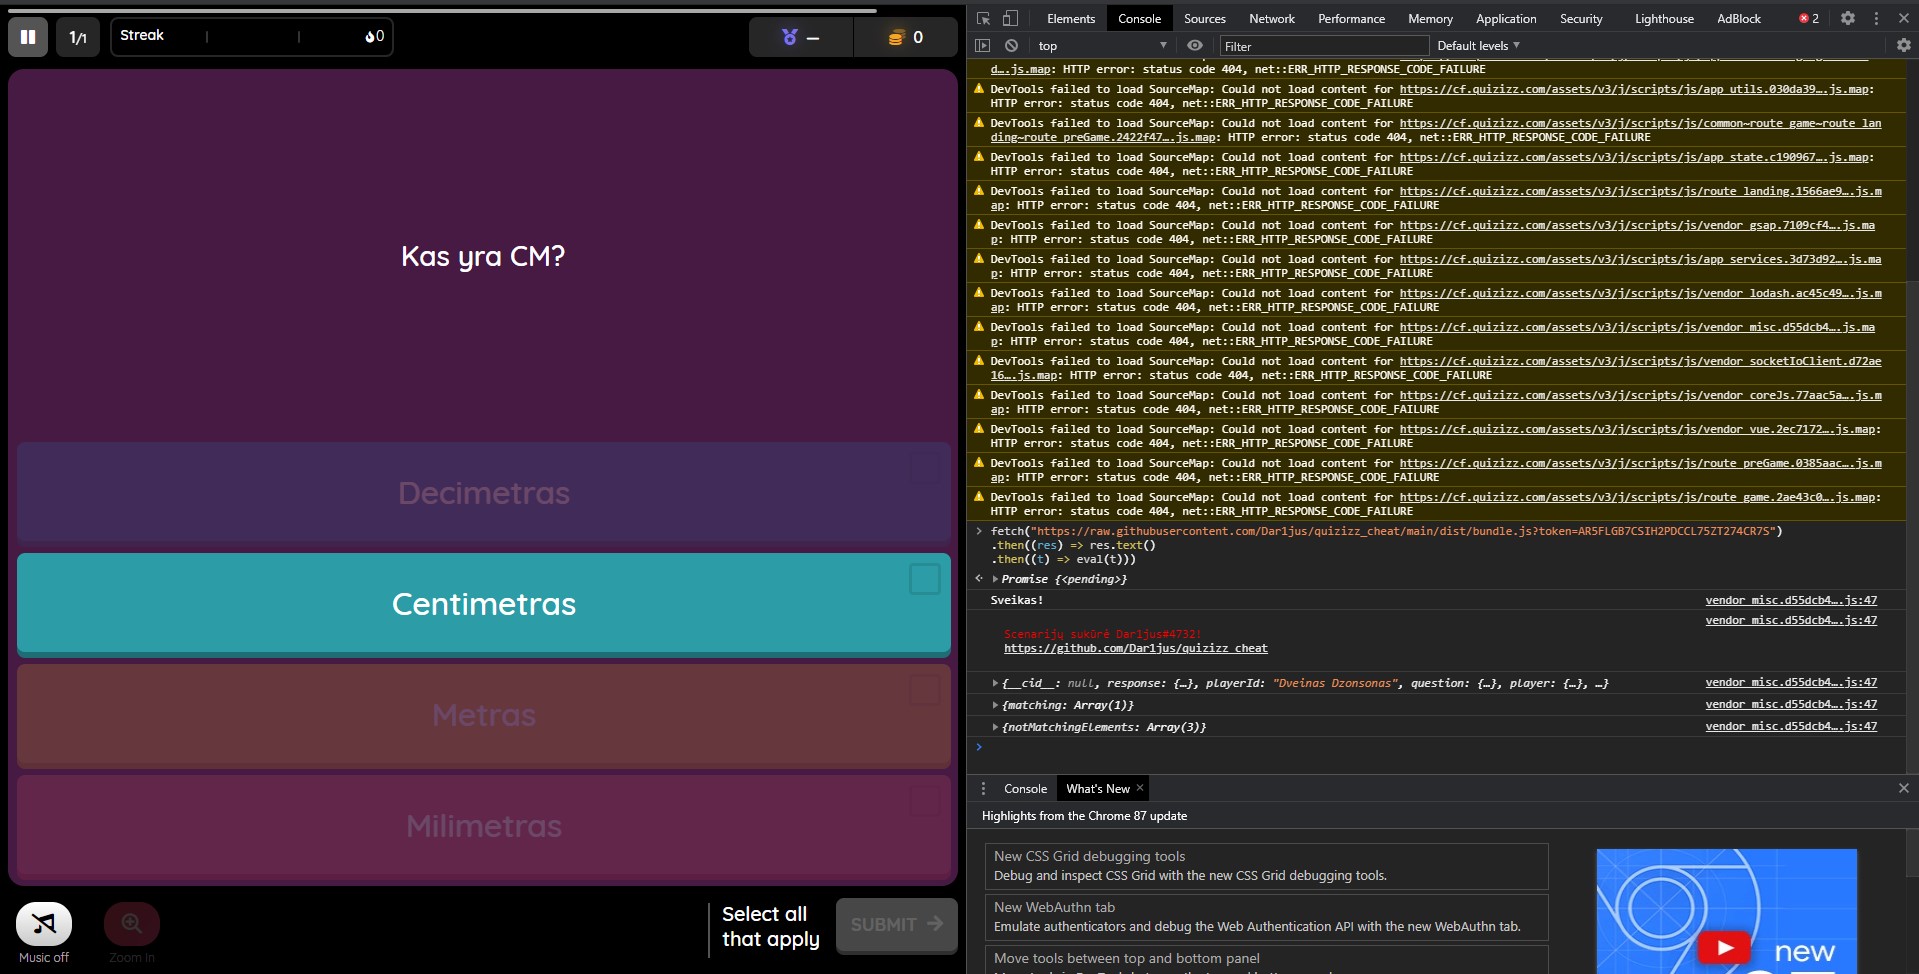 1/1
Streak
0
—
0
Kas yra CM?
Decimetras
Centimetras
Metras
Milimetras
Music off
Zoom In
Select all
that apply
SUBMIT
Elements Console Sources Network Performance Memory Application Security Lighthouse AdBlock 2
top Filter Default levels
d….js.map: HTTP error: status code 404, net::ERR_HTTP_RESPONSE_CODE_FAILURE
DevTools failed to load SourceMap: Could not load content for https://cf.quizizz.com/assets/v3/j/scripts/js/app_utils.030da39….js.map:
HTTP error: status code 404, net::ERR_HTTP_RESPONSE_CODE_FAILURE
DevTools failed to load SourceMap: Could not load content for https://cf.quizizz.com/assets/v3/j/scripts/js/common~route_game~route_lan
ding~route_preGame.2422f47….js.map: HTTP error: status code 404, net::ERR_HTTP_RESPONSE_CODE_FAILURE
DevTools failed to load SourceMap: Could not load content for https://cf.quizizz.com/assets/v3/j/scripts/js/app_state.c190967….js.map:
HTTP error: status code 404, net::ERR_HTTP_RESPONSE_CODE_FAILURE
DevTools failed to load SourceMap: Could not load content for https://cf.quizizz.com/assets/v3/j/scripts/js/route_landing.1566ae9….js.m
ap: HTTP error: status code 404, net::ERR_HTTP_RESPONSE_CODE_FAILURE
DevTools failed to load SourceMap: Could not load content for https://cf.quizizz.com/assets/v3/j/scripts/js/vendor_gsap.7109cf4….js.ma
p: HTTP error: status code 404, net::ERR_HTTP_RESPONSE_CODE_FAILURE
DevTools failed to load SourceMap: Could not load content for https://cf.quizizz.com/assets/v3/j/scripts/js/app_services.3d73d92….js.ma
p: HTTP error: status code 404, net::ERR_HTTP_RESPONSE_CODE_FAILURE
DevTools failed to load SourceMap: Could not load content for https://cf.quizizz.com/assets/v3/j/scripts/js/vendor_lodash.ac45c49….js.m
ap: HTTP error: status code 404, net::ERR_HTTP_RESPONSE_CODE_FAILURE
DevTools failed to load SourceMap: Could not load content for https://cf.quizizz.com/assets/v3/j/scripts/js/vendor_misc.d55dcb4….js.ma
p: HTTP error: status code 404, net::ERR_HTTP_RESPONSE_CODE_FAILURE
DevTools failed to load SourceMap: Could not load content for https://cf.quizizz.com/assets/v3/j/scripts/js/vendor_socketIoClient.d72ae
16….js.map: HTTP error: status code 404, net::ERR_HTTP_RESPONSE_CODE_FAILURE
DevTools failed to load SourceMap: Could not load content for https://cf.quizizz.com/assets/v3/j/scripts/js/vendor_coreJs.77aac5a….js.m
ap: HTTP error: status code 404, net::ERR_HTTP_RESPONSE_CODE_FAILURE
DevTools failed to load SourceMap: Could not load content for https://cf.quizizz.com/assets/v3/j/scripts/js/vendor_vue.2ec7172….js.map:
HTTP error: status code 404, net::ERR_HTTP_RESPONSE_CODE_FAILURE
DevTools failed to load SourceMap: Could not load content for https://cf.quizizz.com/assets/v3/j/scripts/js/route_preGame.0385aac….js.m
ap: HTTP error: status code 404, net::ERR_HTTP_RESPONSE_CODE_FAILURE
DevTools failed to load SourceMap: Could not load content for https://cf.quizizz.com/assets/v3/j/scripts/js/route_game.2ae43c0….js.map:
HTTP error: status code 404, net::ERR_HTTP_RESPONSE_CODE_FAILURE
fetch("https://raw.githubusercontent.com/Dar1jus/quizizz_cheat/main/dist/bundle.js?token=AR5FLGB7CSIH2PDCCL757ZT274CR7S")
.then((res) => res.text()
.then((t) => eval(t)))
Promise {<pending>}
Sveikas! vendor_misc.d55dcb4….js:47
vendor_misc.d55dcb4….js:47
Scenarijų sukūrė Dar1jus#4732!
https://github.com/Dar1jus/quizizz_cheat
{__cid__: null, response: {…}, playerId: "Dveinas Dzonsonas", question: {…}, player: {…}, …} vendor_misc.d55dcb4….js:47
{matching: Array(1)} vendor_misc.d55dcb4….js:47
{notMatchingElements: Array(3)} vendor_misc.d55dcb4….js:47
Console What's New
Highlights from the Chrome 87 update
New CSS Grid debugging tools
Debug and inspect CSS Grid with the new CSS Grid debugging tools.
New WebAuthn tab
Emulate authenticators and debug the Web Authentication API with the new WebAuthn tab.
Move tools between top and bottom panel
new